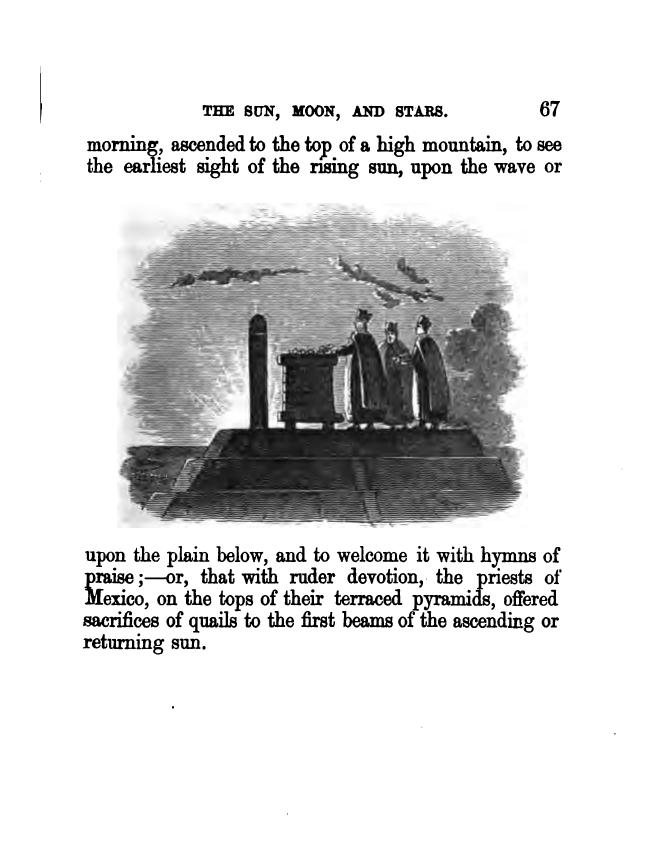 THE SUN, MOON, AND STARS. 67
morning, ascended to the top of a high mountain, to see
the earliest sight of the rising sun, upon the wave or
upon the plain below, and to welcome it with hymns of
praise;—or, that with ruder devotion, the priests of
Mexico, on the tops of their terraced pyramids, offered
sacrifices of quails to the first beams of the ascending or
returning sun.